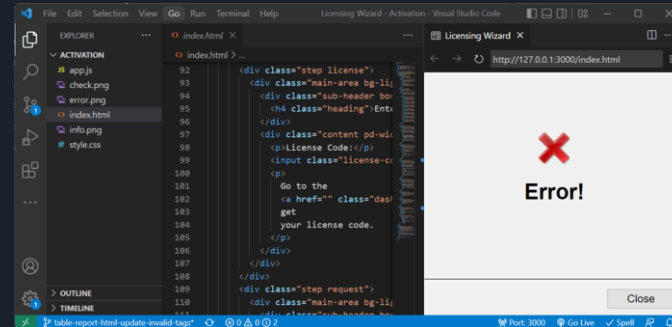 File Edit Selection View Go Run Terminal Help Licensing Wizard - Activation - Visual Studio Code
EXPLORER
ACTIVATION
JS app.js
check.png
error.png
index.html
info.png
# style.css
OUTLINE
TIMELINE
index.html
index.html > ...
92 <div class="step license">
93 <div class="main-area bg-lig
94 <div class="sub-header bo
95 <h4 class="heading">Ente
96 </div>
97 <div class="content pd-wid
98 <p>License Code:</p>
99 <input class="license-co
100 <p>
101 Go to the
102 <a href="" class="dash
103 get
104 your license code.
105 </p>
106 </div>
107 </div>
108 </div>
109 <div class="step request">
110 <div class="main-area bg-lig
111 <div class="sub-header bo
Licensing Wizard
http://127.0.0.1:3000/index.html
Error!
Close
table-report-html-update-invalid-tags* 0 0 0 2 Port: 3000 Go Live Spell